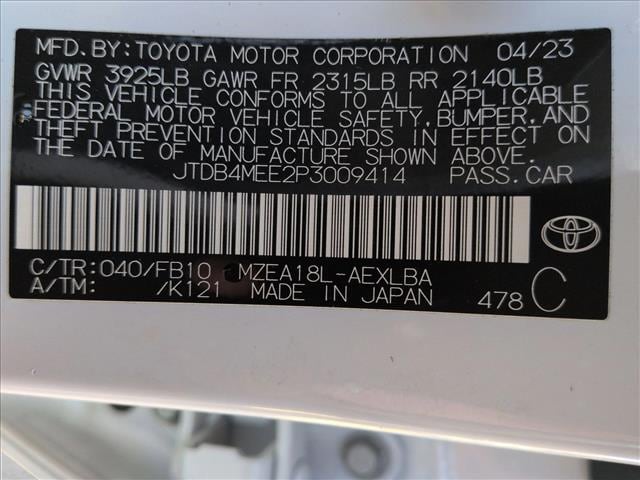 MFD.BY:TOYOTA MOTOR CORPORATION 04/23
GVWR 3925LB GAWR FR 2315LB RR 2140LB
THIS VEHICLE CONFORMS TO ALL APPLICABLE
FEDERAL MOTOR VEHICLE SAFETY, BUMPER, AND
THEFT PREVENTION STANDARDS IN EFFECT ON
THE DATE OF MANUFACTURE SHOWN ABOVE.
JTDB4MEE2P3009414 PASS.CAR
C/TR:040/FB10 MZEA18L-AEXLBA
A/TM: /K121 MADE IN JAPAN 478 C
TOYOTA